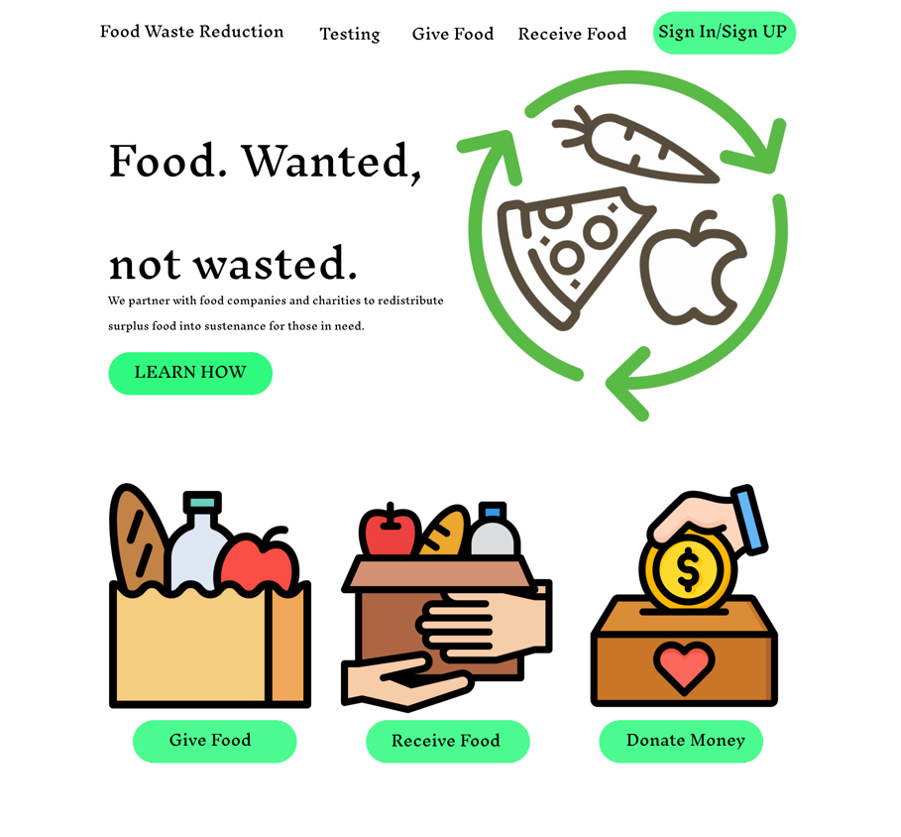 Food Waste Reduction
Testing
Give Food
Receive Food
Sign In/Sign UP
Food. Wanted,
not wasted.
We partner with food companies and charities to redistribute
surplus food into sustenance for those in need.
LEARN HOW
$
Give Food
Receive Food
Donate Money